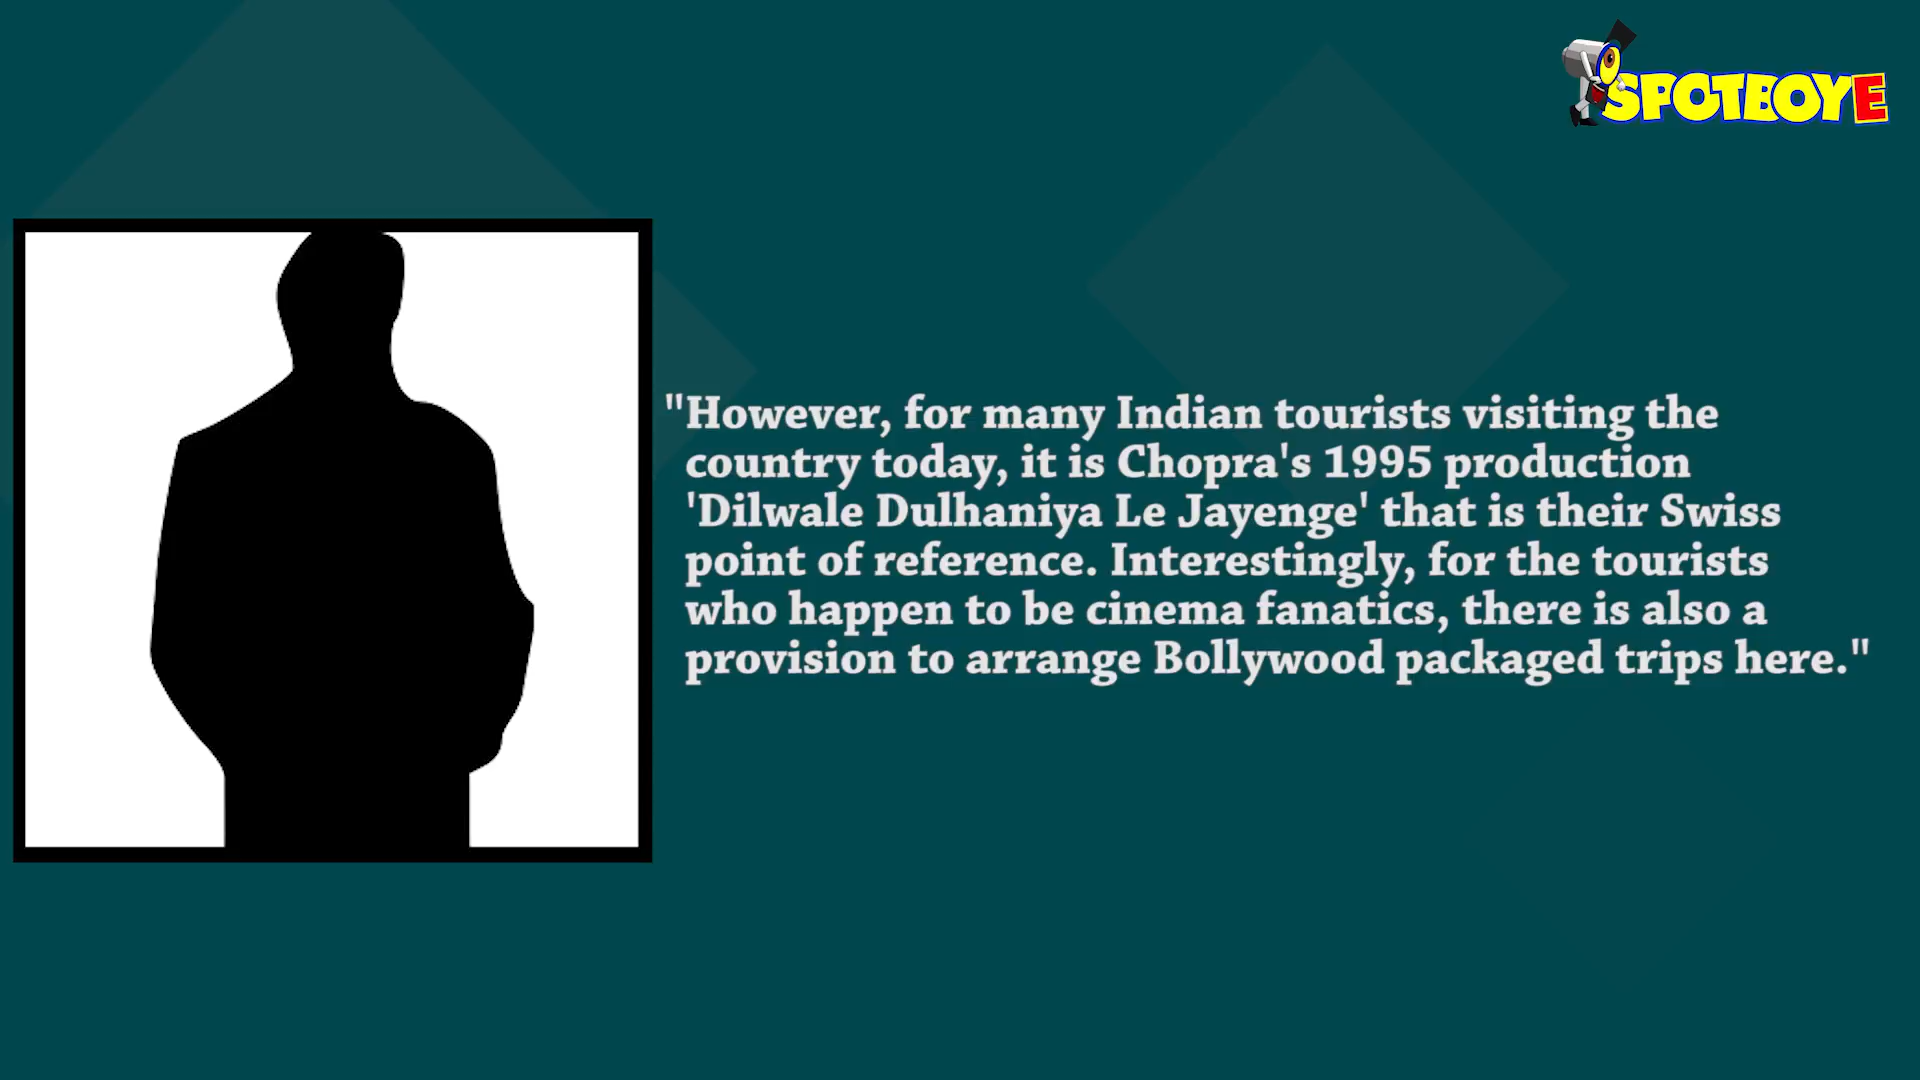 SPOTBOYE
"However, for many Indian tourists visiting the
country today, it is Chopra's 1995 production
'Dilwale Dulhaniya Le Jayenge' that is their Swiss
point of reference. Interestingly, for the tourists
who happen to be cinema fanatics, there is also a
provision to arrange Bollywood packaged trips here."